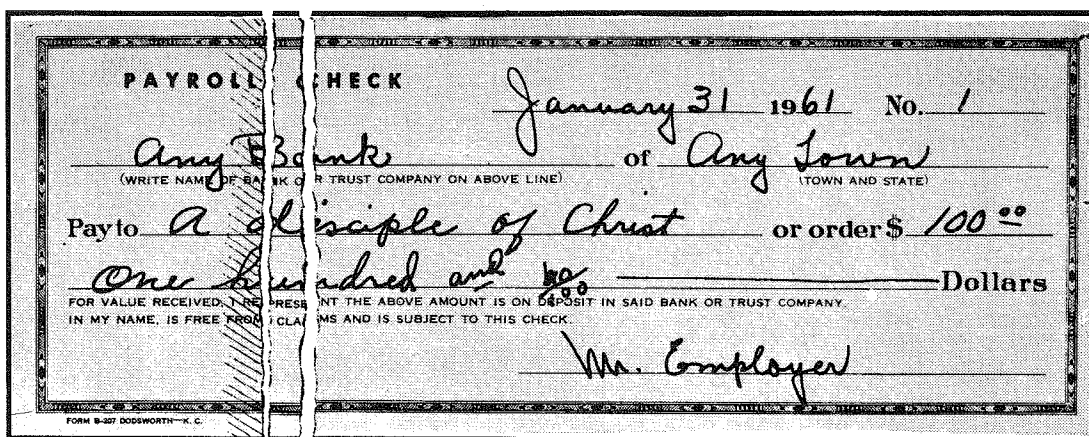 PAYROLL CHECK
January 31 1961 No. 1
Any Bank of Any Town
(WRITE NAME OF BANK OR TRUST COMPANY ON ABOVE LINE) (TOWN AND STATE)
Pay to A disciple of Christ or order $ 100 00
One hundred and no/100 Dollars
FOR VALUE RECEIVED, I REPRESENT THE ABOVE AMOUNT IS ON DEPOSIT IN SAID BANK OR TRUST COMPANY
IN MY NAME, IS FREE FROM CLAIMS AND IS SUBJECT TO THIS CHECK.
Mr. Employer
FORM B-207 DODSWORTH—K. C.